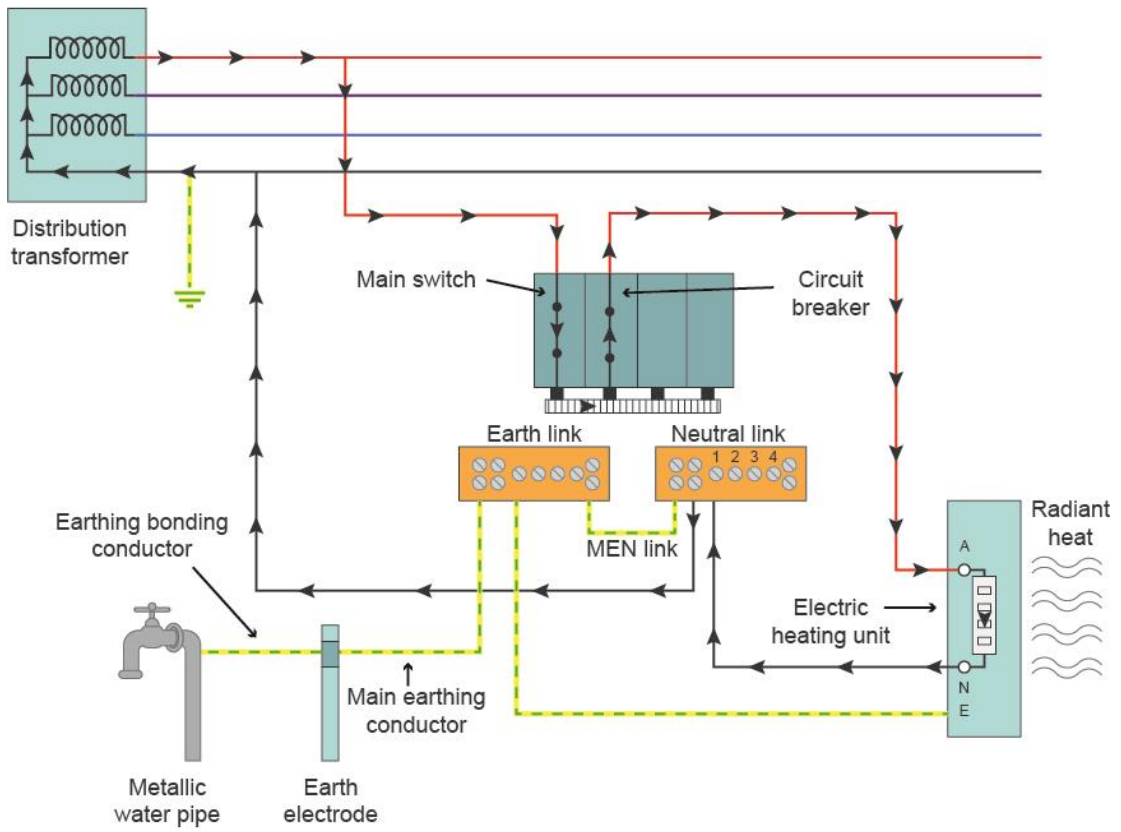 Distribution
transformer
Main switch
Circuit
breaker
Earth link
Neutral link
1 2 3 4
MEN link
Earthing bonding
conductor
Radiant
heat
A
Electric
heating unit
N
E
Main earthing
conductor
Metallic
water pipe
Earth
electrode